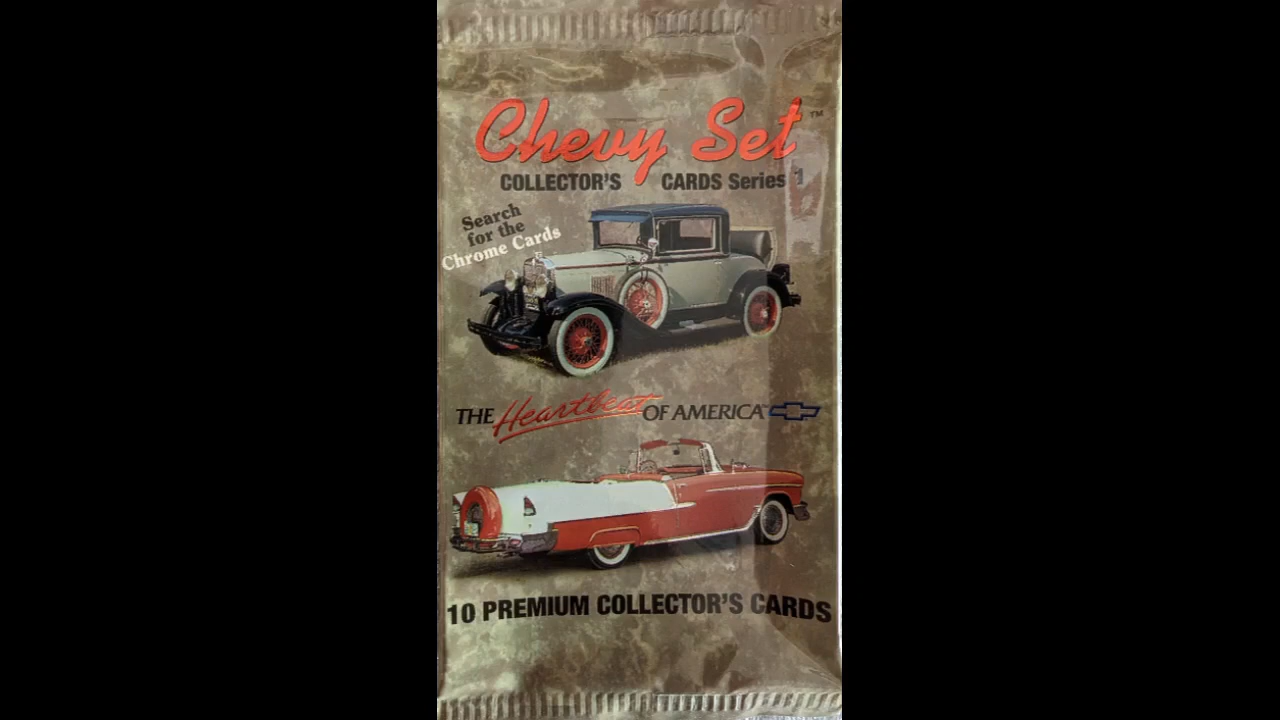 Chevy Set™
COLLECTOR'S CARDS Series 1
Search
for the
Chrome Cards
THE Heartbeat OF AMERICA™
10 PREMIUM COLLECTOR'S CARDS